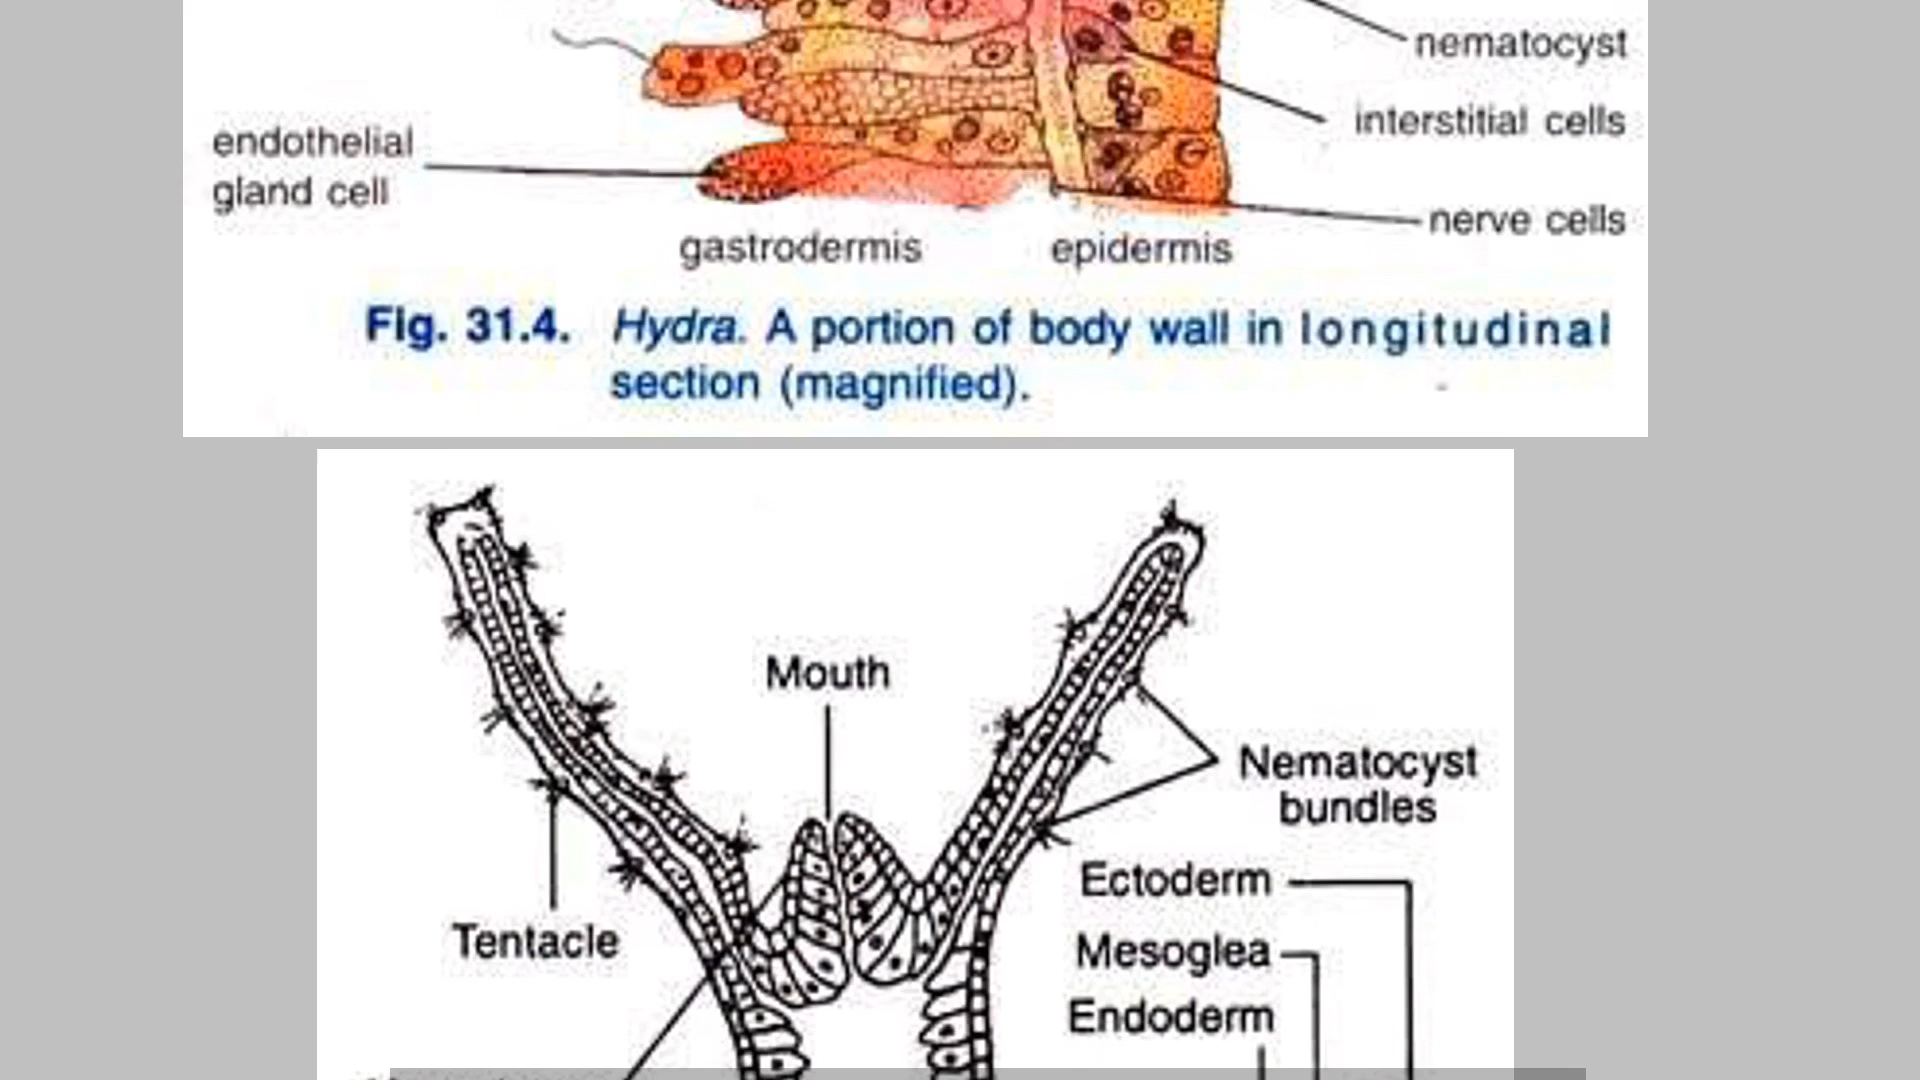 nematocyst
interstitial cells
endothelial
gland cell
nerve cells
gastrodermis
epidermis
Fig. 31.4. Hydra. A portion of body wall in longitudinal
section (magnified).
Mouth
Nematocyst
bundles
Ectoderm
Tentacle
Mesoglea
Endoderm